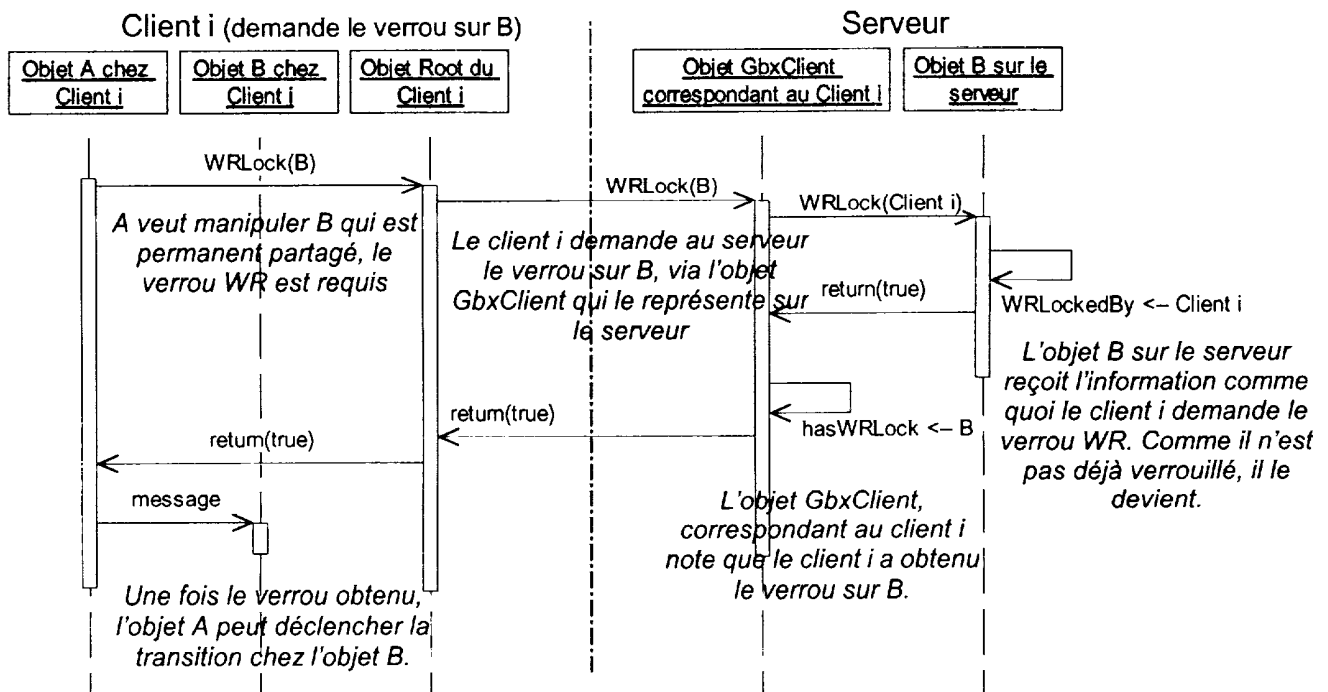 Client i (demande le verrou sur B)
Serveur
Objet A chez
Client i
Objet B chez
Client i
Objet Root du
Client i
Objet GbxClient
correspondant au Client i
Objet B sur le
serveur
WRLock(B)
A veut manipuler B qui est
permanent partagé, le
verrou WR est requis
WRLock(B)
Le client i demande au serveur
le verrou sur B, via l'objet
GbxClient qui le représente sur
le serveur
WRLock(Client i)
return(true)
WRLockedBy <– Client i
L'objet B sur le serveur
reçoit l'information comme
quoi le client i demande le
verrou WR. Comme il n'est
pas déjà verrouillé, il le
devient.
hasWRLock <– B
return(true)
return(true)
message
L'objet GbxClient,
correspondant au client i
note que le client i a obtenu
le verrou sur B.
Une fois le verrou obtenu,
l'objet A peut déclencher la
transition chez l'objet B.